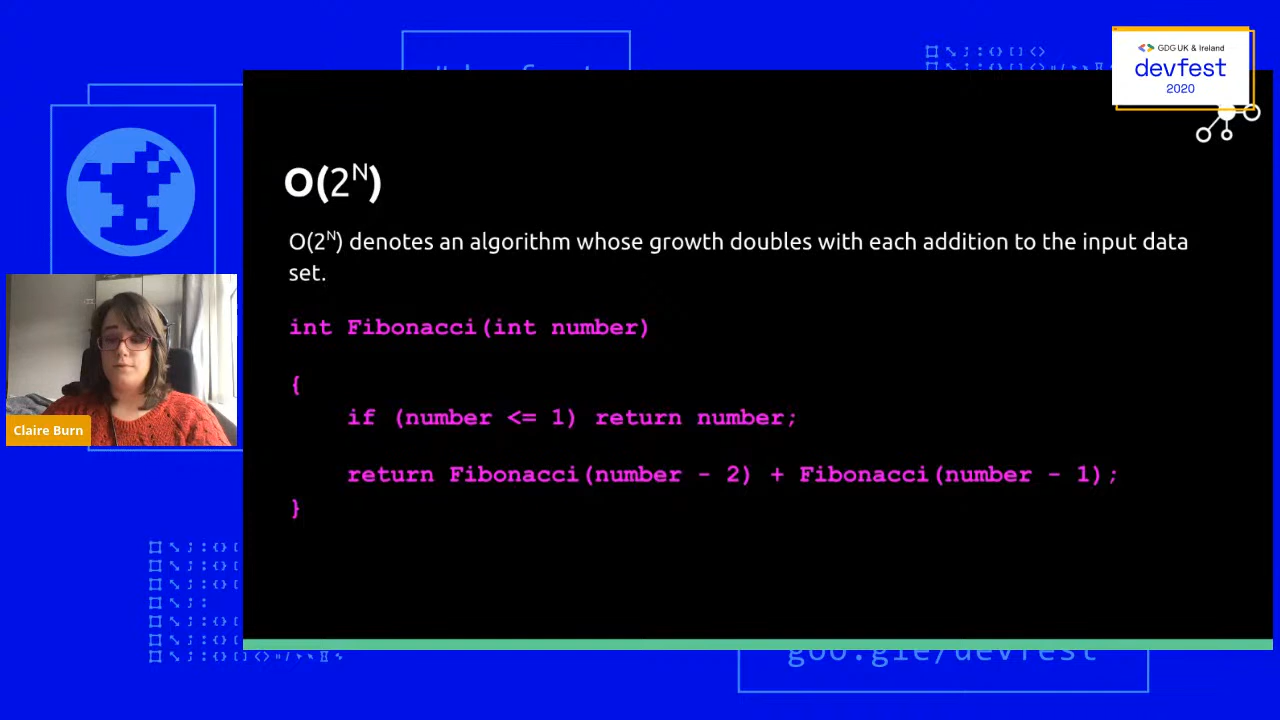 GDG UK & Ireland
devfest
2020
O(2ᴺ)
O(2ᴺ) denotes an algorithm whose growth doubles with each addition to the input data
set.
int Fibonacci(int number)
{
if (number <= 1) return number;
return Fibonacci(number - 2) + Fibonacci(number - 1);
}
Claire Burn
goo.gle/devfest